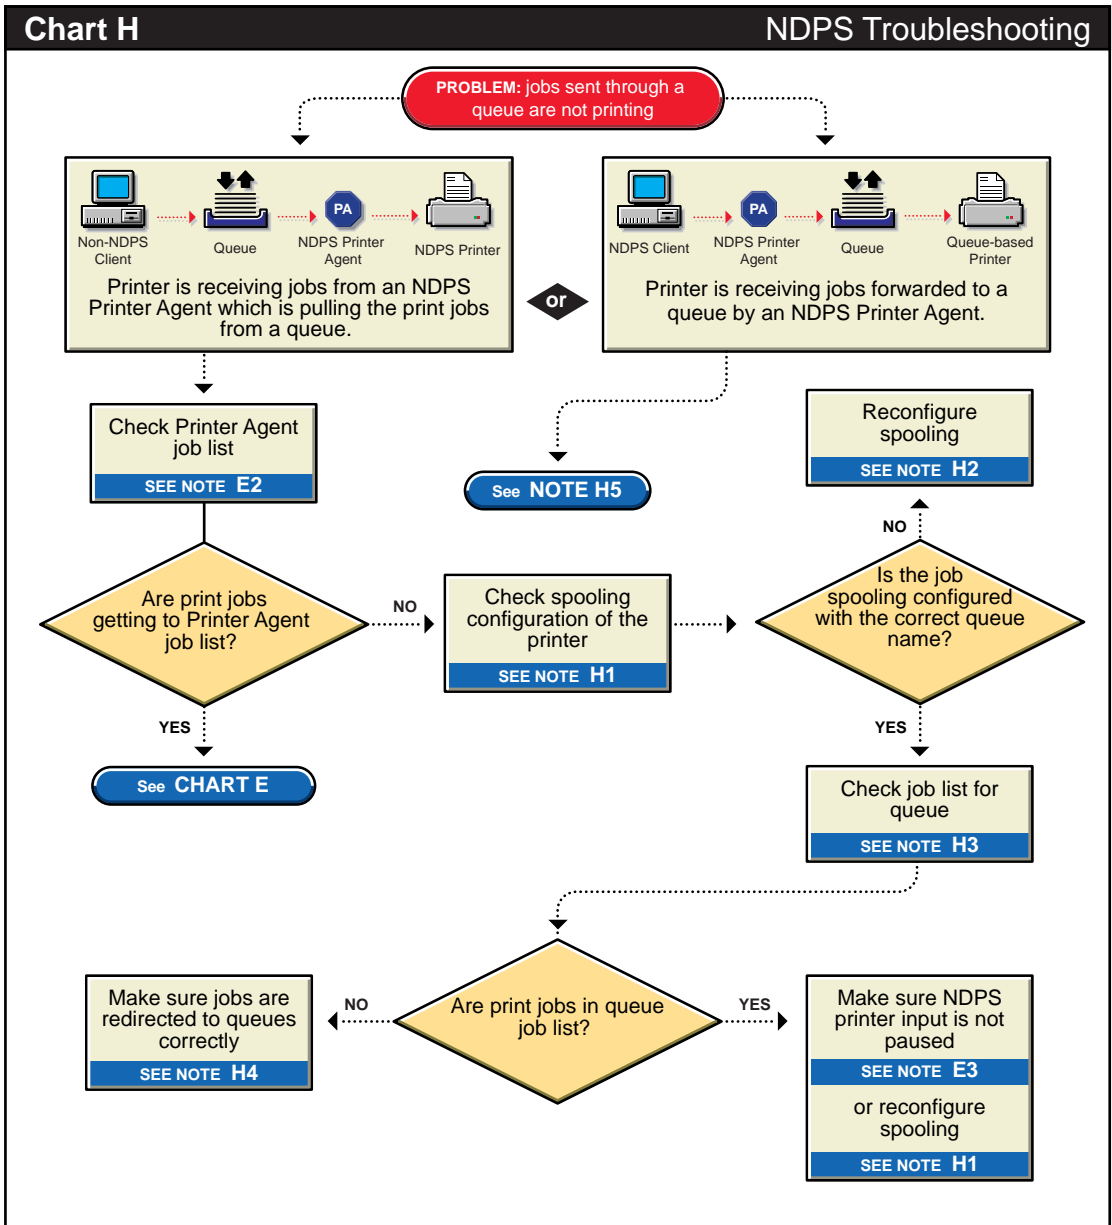 Chart H
NDPS Troubleshooting
PROBLEM: jobs sent through a
queue are not printing
Non-NDPS
Client
Queue
PA
NDPS Printer
Agent
NDPS Printer
Printer is receiving jobs from an NDPS
Printer Agent which is pulling the print jobs
from a queue.
or
NDPS Client
PA
NDPS Printer
Agent
Queue
Queue-based
Printer
Printer is receiving jobs forwarded to a
queue by an NDPS Printer Agent.
Check Printer Agent
job list
SEE NOTE E2
See NOTE H5
Reconfigure
spooling
SEE NOTE H2
NO
Are print jobs
getting to Printer Agent
job list?
NO
Check spooling
configuration of the
printer
SEE NOTE H1
Is the job
spooling configured
with the correct queue
name?
YES
See CHART E
YES
Check job list for
queue
SEE NOTE H3
Are print jobs in queue
job list?
NO
Make sure jobs are
redirected to queues
correctly
SEE NOTE H4
YES
Make sure NDPS
printer input is not
paused
SEE NOTE E3
or reconfigure
spooling
SEE NOTE H1